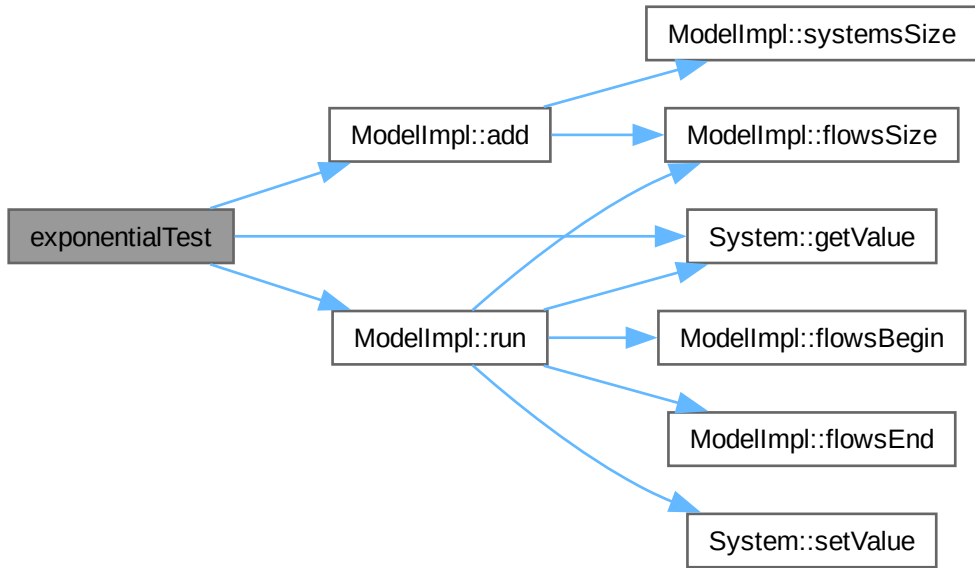 ModelImpl::systemsSize
ModelImpl::add
ModelImpl::flowsSize
exponentialTest
System::getValue
ModelImpl::run
ModelImpl::flowsBegin
ModelImpl::flowsEnd
System::setValue